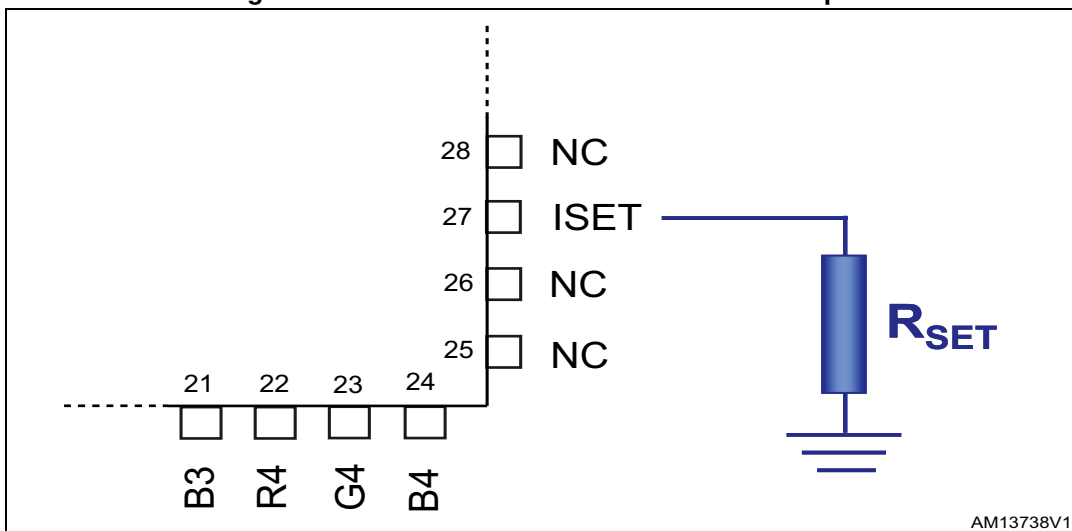 28 NC
27 ISET
26 NC
RSET
25 NC
21 22 23 24
B3 R4 G4 B4
AM13738V1